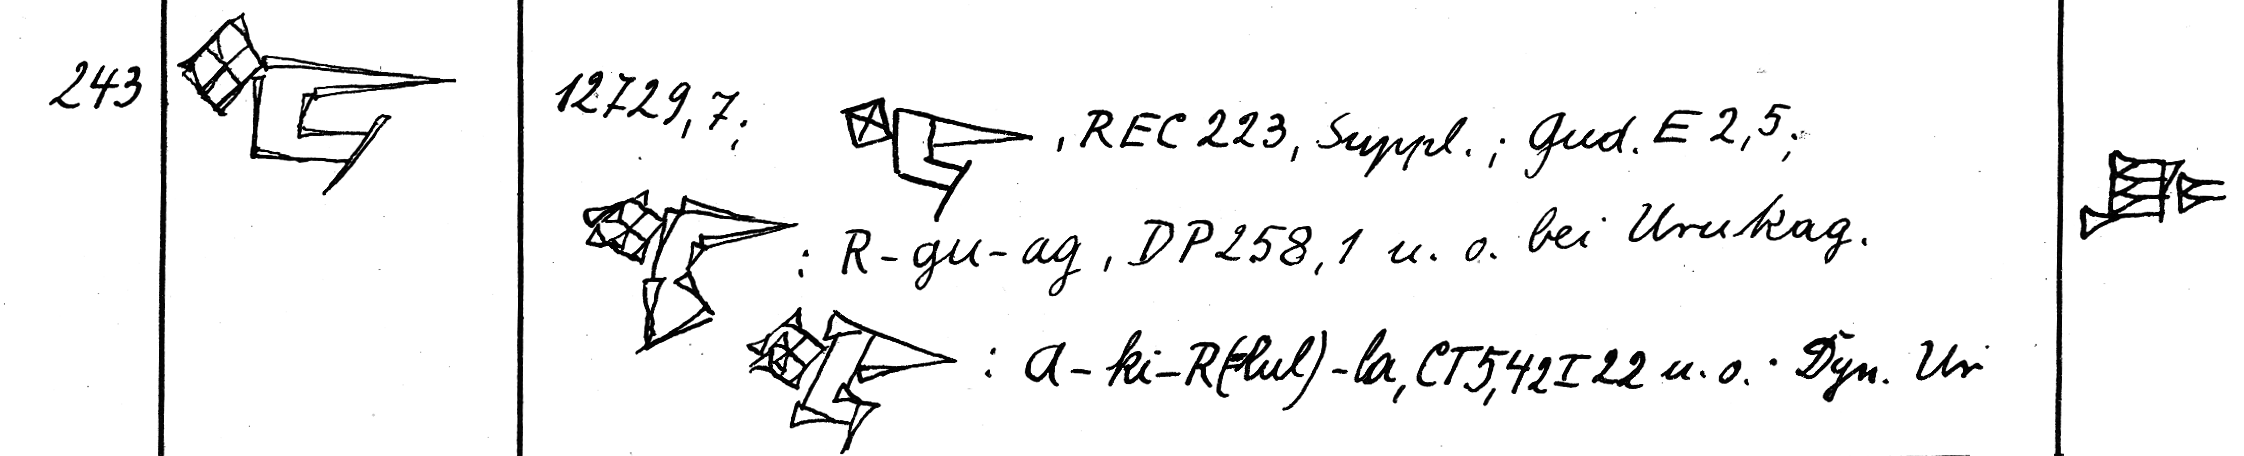 243 12729,7; , REC 223, Suppl.; Gud. E 2,5;
: R-gu-ag, DP 258, 1 u. o. bei Urukag.
: a-ki-R(=lul)-la, CT 5,42 I 22 u. o. · Dyn. Ur